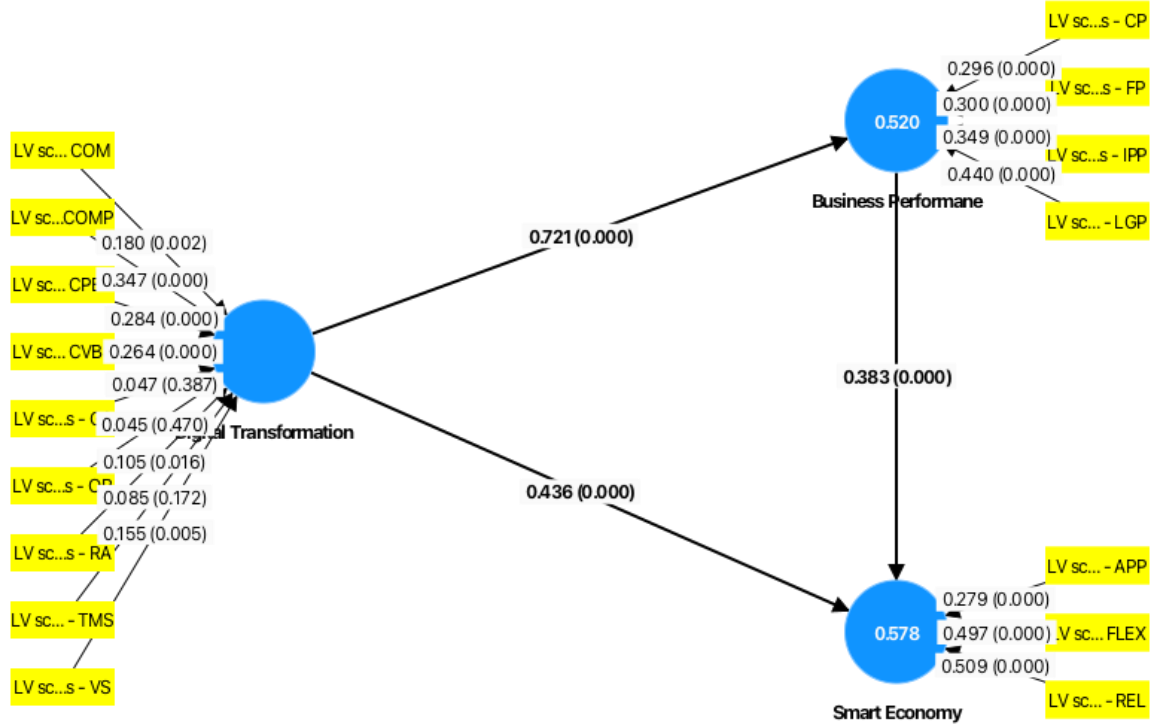 LV sc... COM
LV sc...COMP
LV sc... CPE
LV sc... CVB
LV sc...s -
LV sc...s -
LV sc...s - RA
LV sc... - TMS
LV sc...s - VS
0.180 (0.002)
0.347 (0.000)
0.284 (0.000)
0.264 (0.000)
0.047 (0.387)
0.045 (0.470)
0.105 (0.016)
0.085 (0.172)
0.155 (0.005)
Transformation
0.721 (0.000)
0.436 (0.000)
0.383 (0.000)
0.520
Business Performane
LV sc...s - CP
LV sc...s - FP
LV sc...s - IPP
LV sc... - LGP
0.296 (0.000)
0.300 (0.000)
0.349 (0.000)
0.440 (0.000)
0.578
Smart Economy
LV sc... - APP
LV sc... FLEX
LV sc... - REL
0.279 (0.000)
0.497 (0.000)
0.509 (0.000)